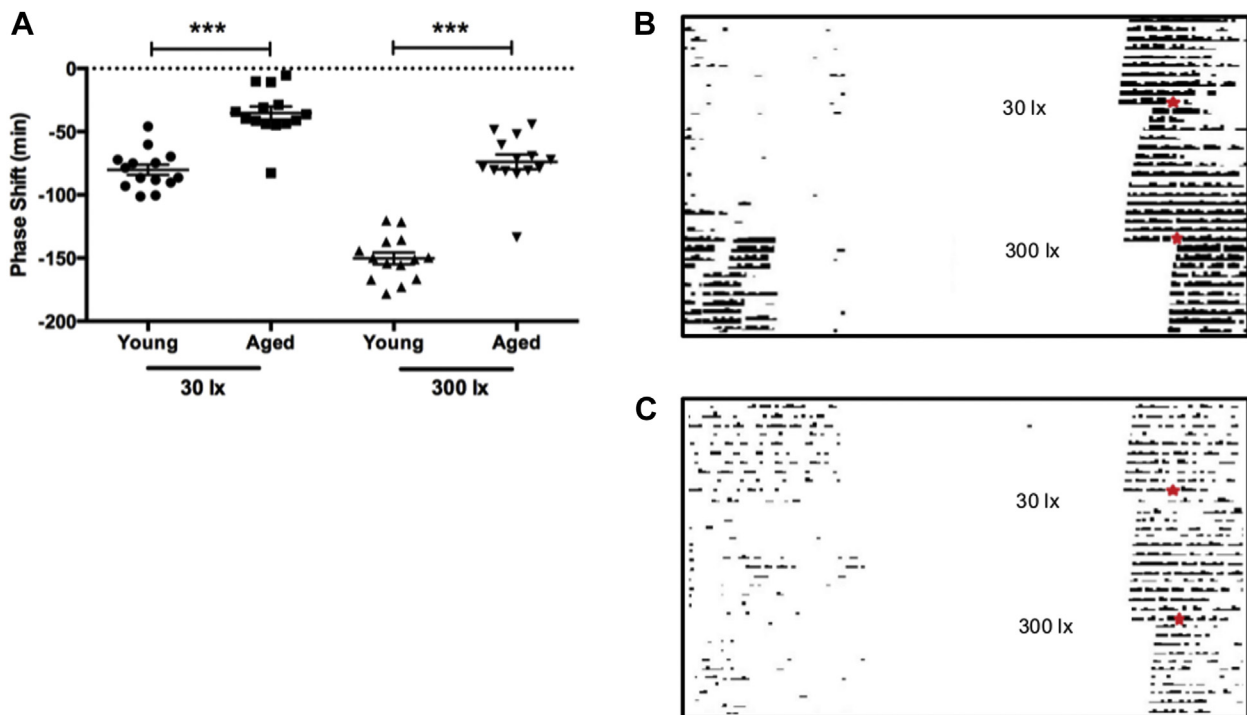 A
***
***
Phase Shift (min)
0
-50
-100
-150
-200
Young
Aged
Young
Aged
30 lx
300 lx
B
30 lx
300 lx
C
30 lx
300 lx